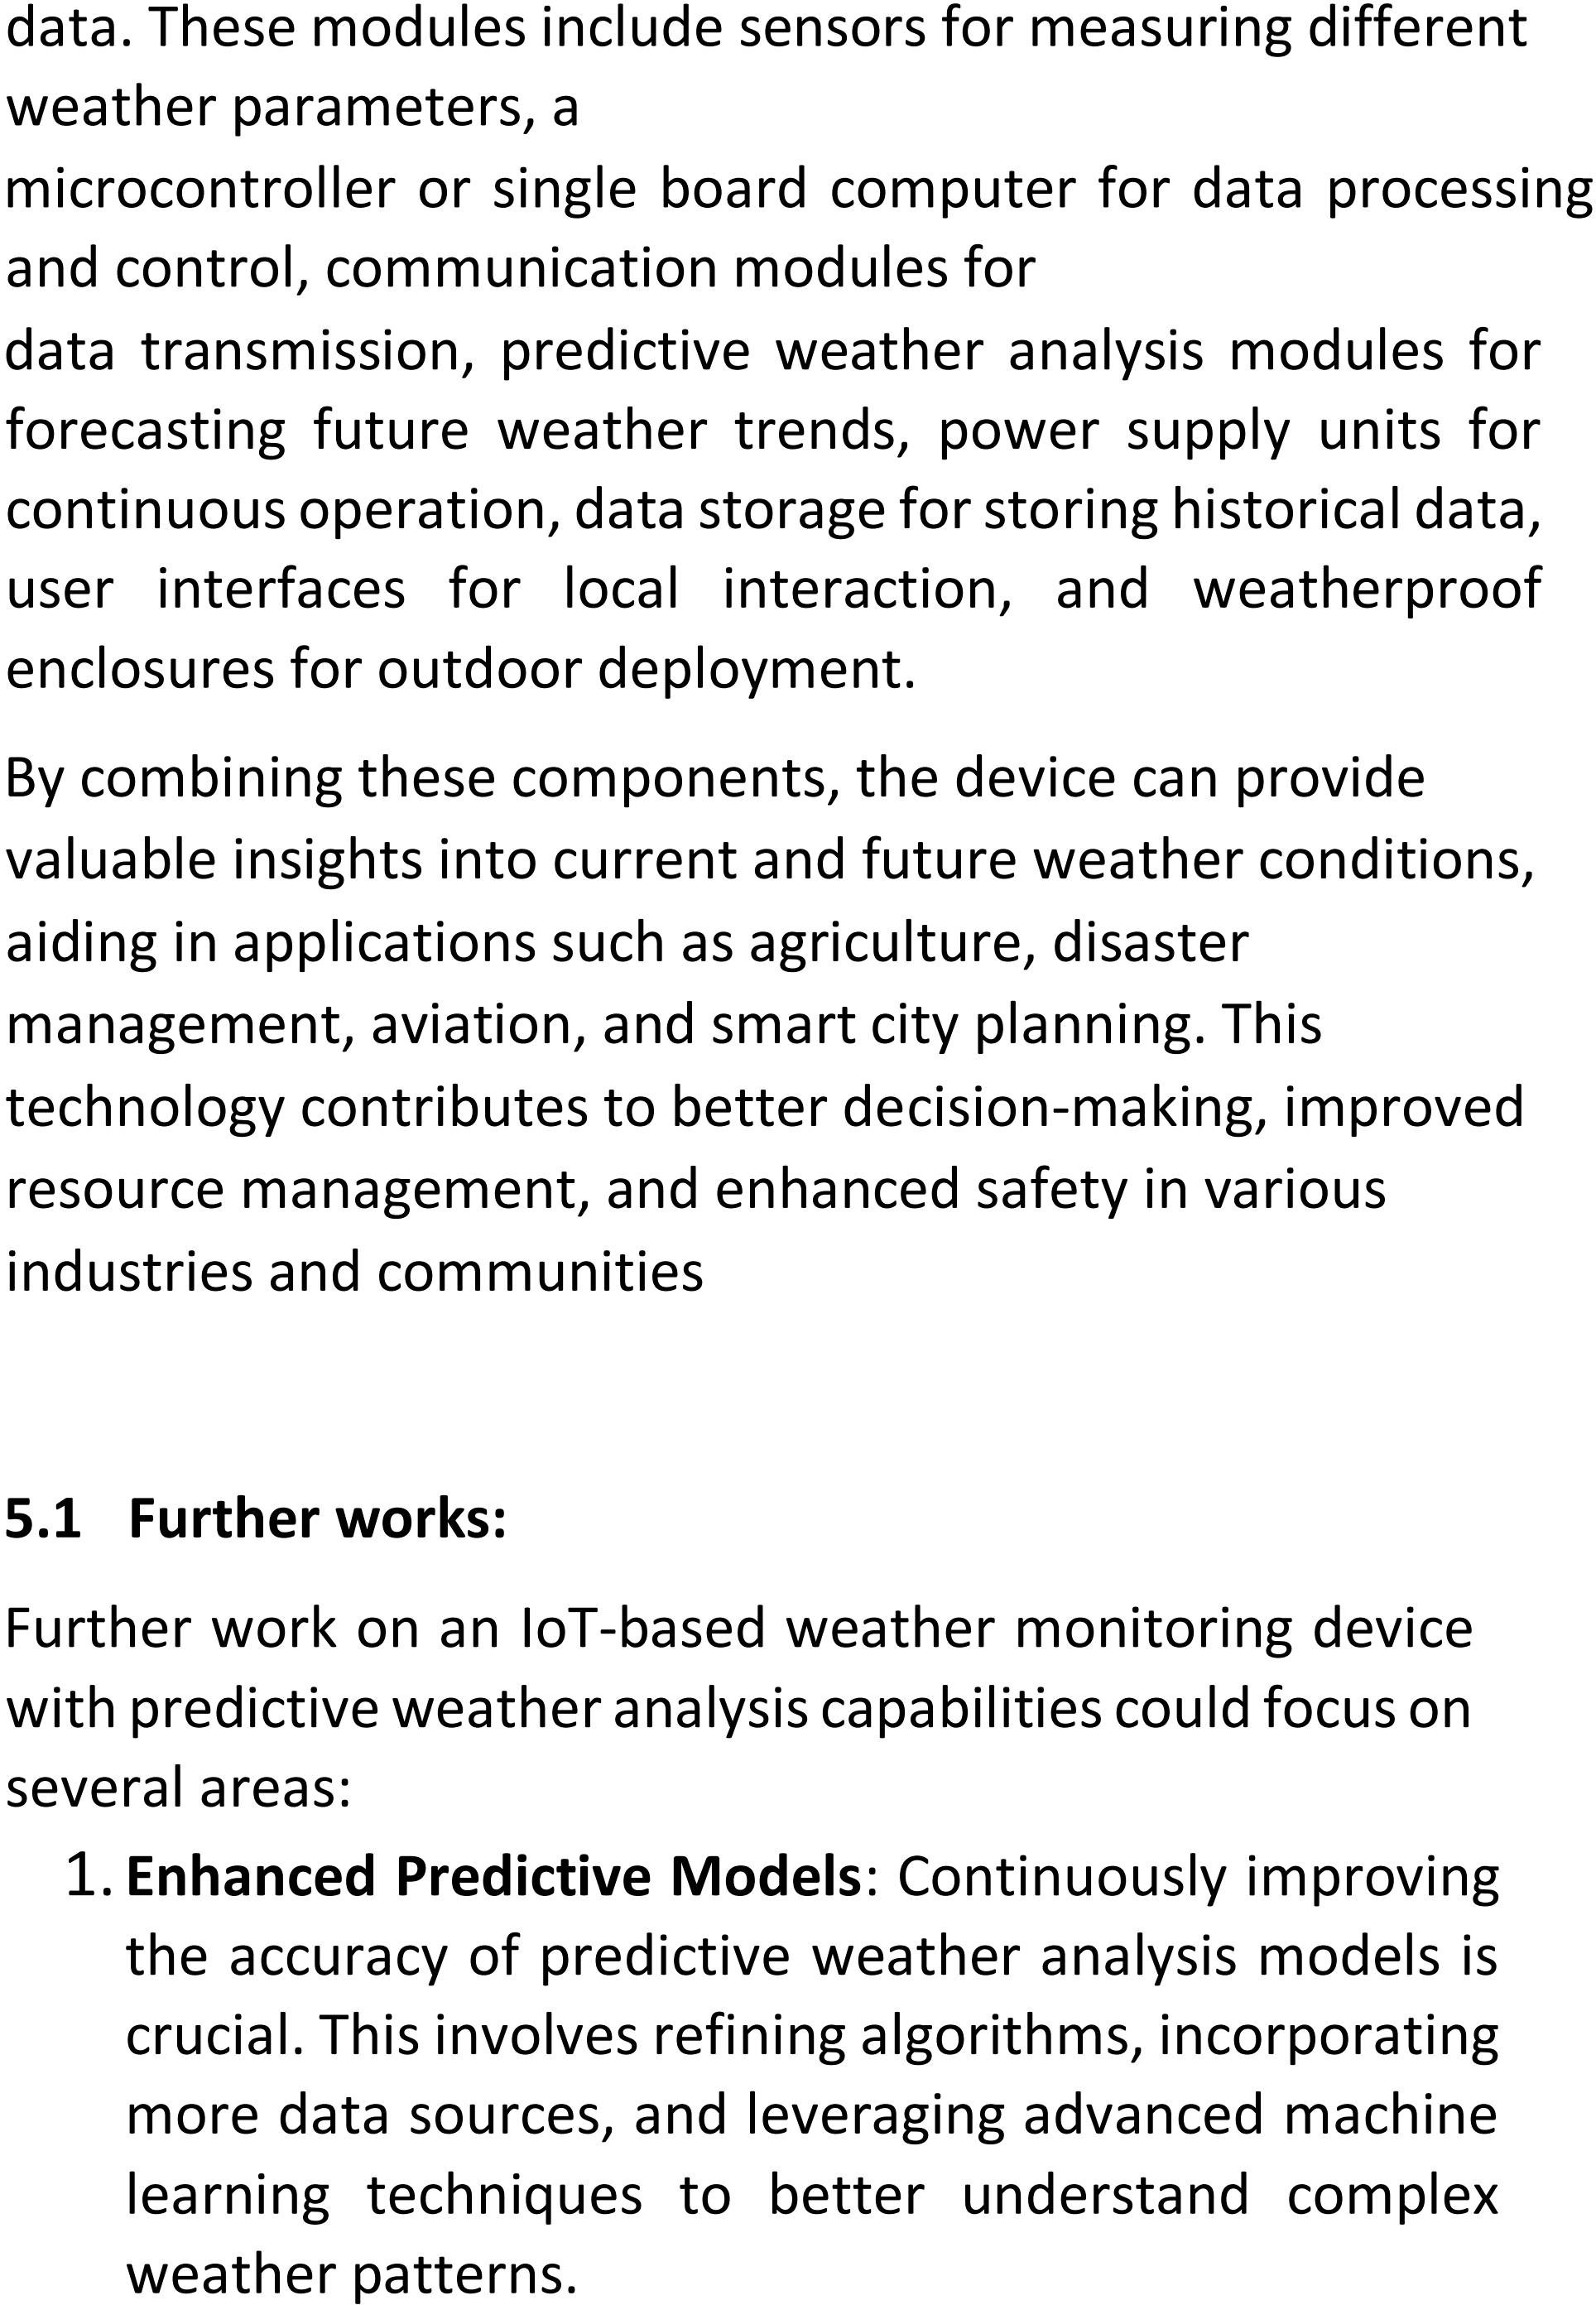 data. These modules include sensors for measuring different
weather parameters, a
microcontroller or single board computer for data processing
and control, communication modules for
data transmission, predictive weather analysis modules for
forecasting future weather trends, power supply units for
continuous operation, data storage for storing historical data,
user interfaces for local interaction, and weatherproof
enclosures for outdoor deployment.
By combining these components, the device can provide
valuable insights into current and future weather conditions,
aiding in applications such as agriculture, disaster
management, aviation, and smart city planning. This
technology contributes to better decision-making, improved
resource management, and enhanced safety in various
industries and communities
5.1 Further works:
Further work on an IoT-based weather monitoring device
with predictive weather analysis capabilities could focus on
several areas:
1. Enhanced Predictive Models: Continuously improving
the accuracy of predictive weather analysis models is
crucial. This involves refining algorithms, incorporating
more data sources, and leveraging advanced machine
learning techniques to better understand complex
weather patterns.